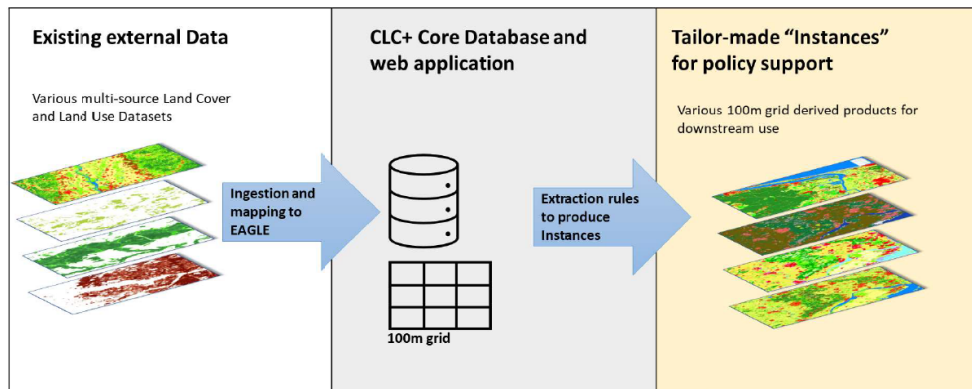 Existing external Data
Various multi-source Land Cover
and Land Use Datasets
Ingestion and
mapping to
EAGLE
CLC+ Core Database and
web application
100m grid
Extraction rules
to produce
Instances
Tailor-made “Instances”
for policy support
Various 100m grid derived products for
downstream use